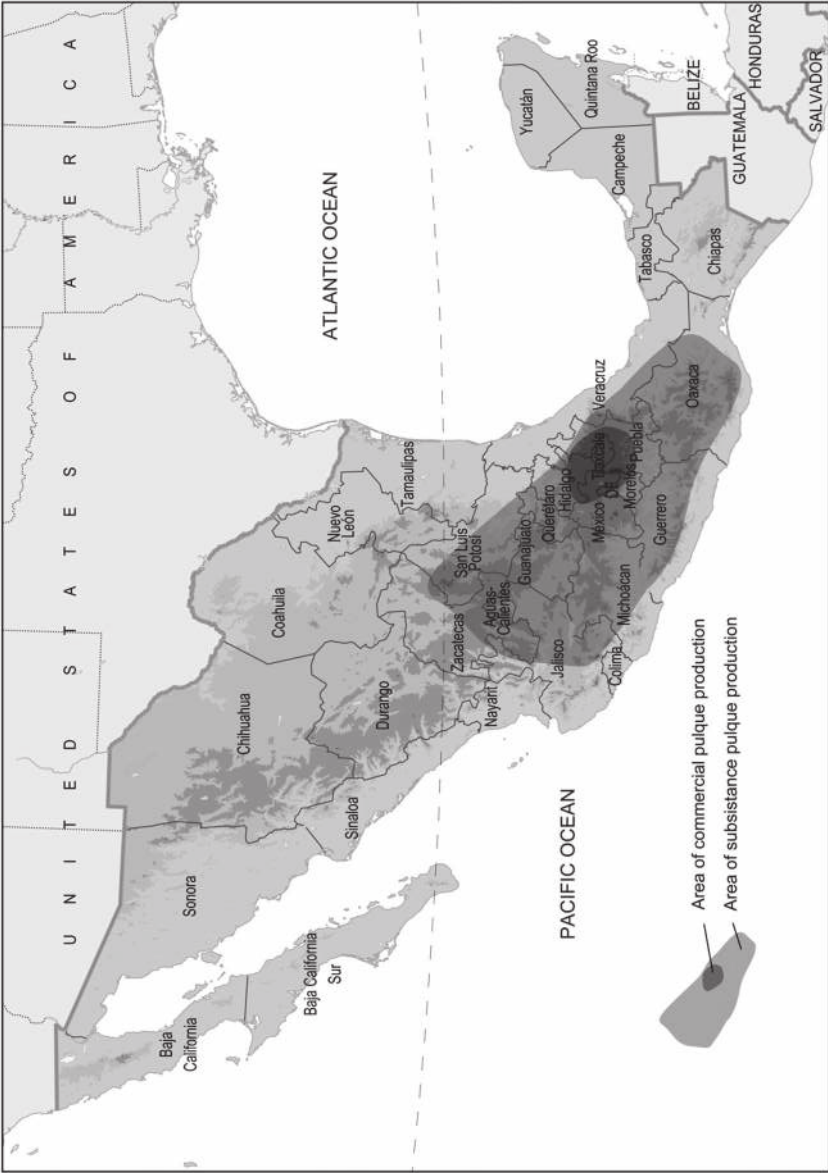 UNITED STATES OF AMERICA
ATLANTIC OCEAN
PACIFIC OCEAN
Baja
California
Baja California
Sur
Sonora
Chihuahua
Coahuila
Nuevo
León
Tamaulipas
Sinaloa
Durango
Zacatecas
San Luis
Potosí
Nayarit
Aguas-
Calientes
Guanajuato
Querétaro
Hidalgo
Jalisco
Colima
Michoácan
México
DF
Tlaxcala
Morelos
Puebla
Veracruz
Guerrero
Oaxaca
Tabasco
Chiapas
Campeche
Yucatán
Quintana Roo
BELIZE
GUATEMALA
HONDURAS
SALVADOR
Area of commercial pulque production
Area of subsistance pulque production